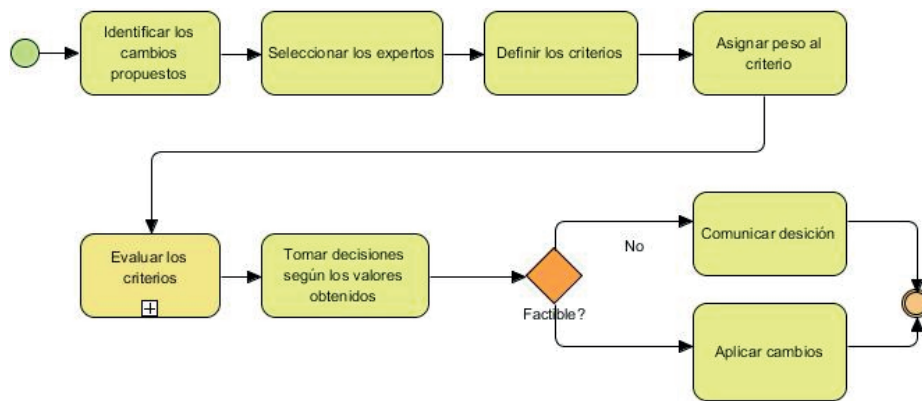 Identificar los
cambios
propuestos
Seleccionar los expertos
Definir los criterios
Asignar peso al
criterio
Evaluar los
criterios
Tomar decisiones
según los valores
obtenidos
Factible?
No
Comunicar desición
Aplicar cambios